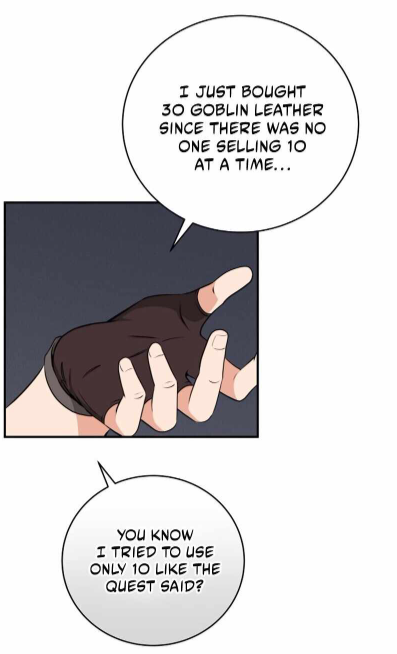 I JUST BOUGHT
30 GOBLIN LEATHER
SINCE THERE WAS NO
ONE SELLING 10
AT A TIME...
YOU KNOW
I TRIED TO USE
ONLY 10 LIKE THE
QUEST SAID?